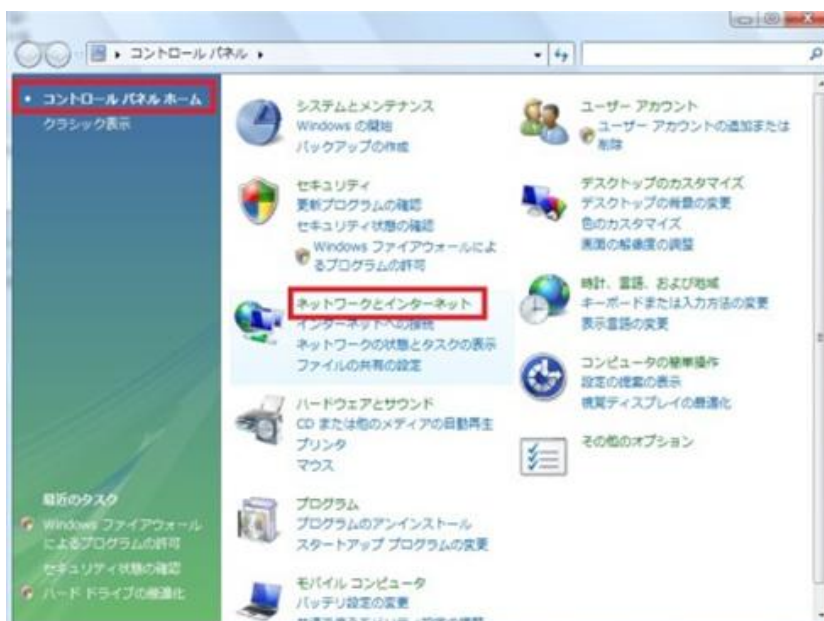 コントロール パネル
コントロール パネル ホーム
クラシック表示
システムとメンテナンス
Windows の開始
バックアップの作成
セキュリティ
更新プログラムの確認
セキュリティ状態の確認
Windows ファイアウォールによ
るプログラムの許可
ネットワークとインターネット
インターネットへの接続
ネットワークの状態とタスクの表示
ファイルの共有の設定
ハードウェアとサウンド
CD または他のメディアの自動再生
プリンタ
マウス
プログラム
プログラムのアンインストール
スタートアップ プログラムの変更
モバイル コンピュータ
バッテリ設定の変更
ユーザー アカウント
ユーザー アカウントの追加または
削除
デスクトップのカスタマイズ
デスクトップの背景の変更
色のカスタマイズ
画面の解像度の調整
時計、言語、および地域
キーボードまたは入力方法の変更
表示言語の変更
コンピュータの簡単操作
設定の提案の表示
視覚ディスプレイの最適化
その他のオプション
最近のタスク
Windows ファイアウォール
によるプログラムの許可
セキュリティ状態の確認
ハード ドライブの最適化